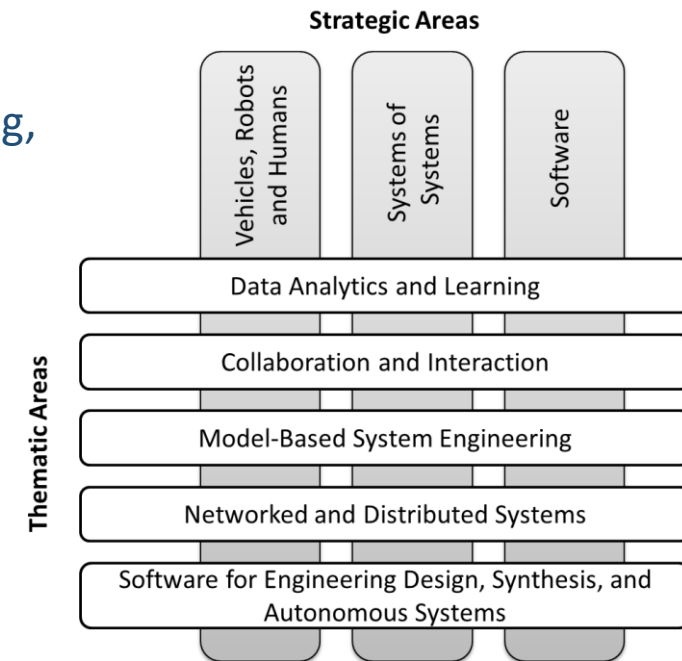 Strategic Areas
g,
Vehicles, Robots
and Humans
Systems of
Systems
Software
Thematic Areas
Data Analytics and Learning
Collaboration and Interaction
Model-Based System Engineering
Networked and Distributed Systems
Software for Engineering Design, Synthesis, and
Autonomous Systems